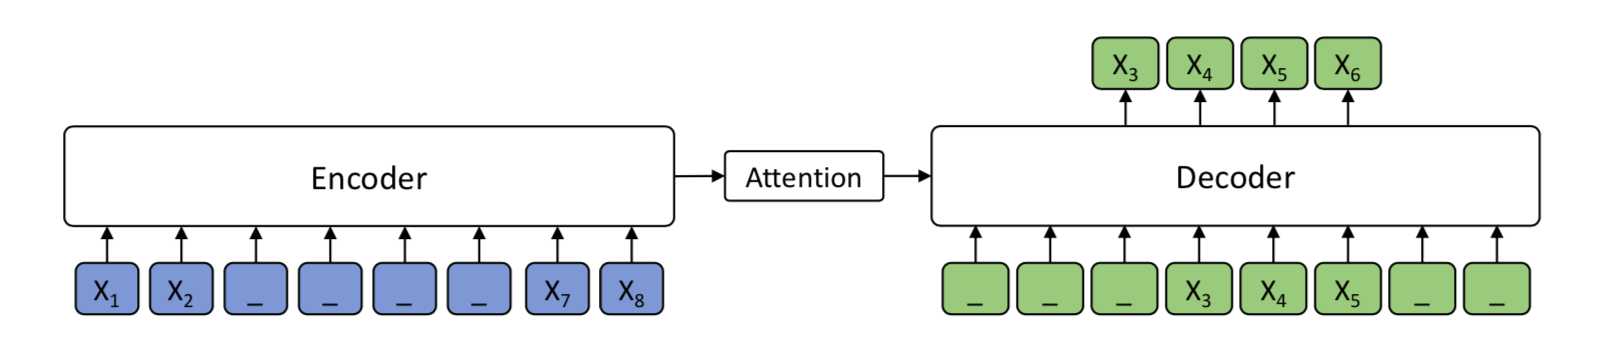 X3 X4 X5 X6
Encoder
Attention
Decoder
X1 X2 _ _ _ _ X7 X8
_ _ _ X3 X4 X5 _ _